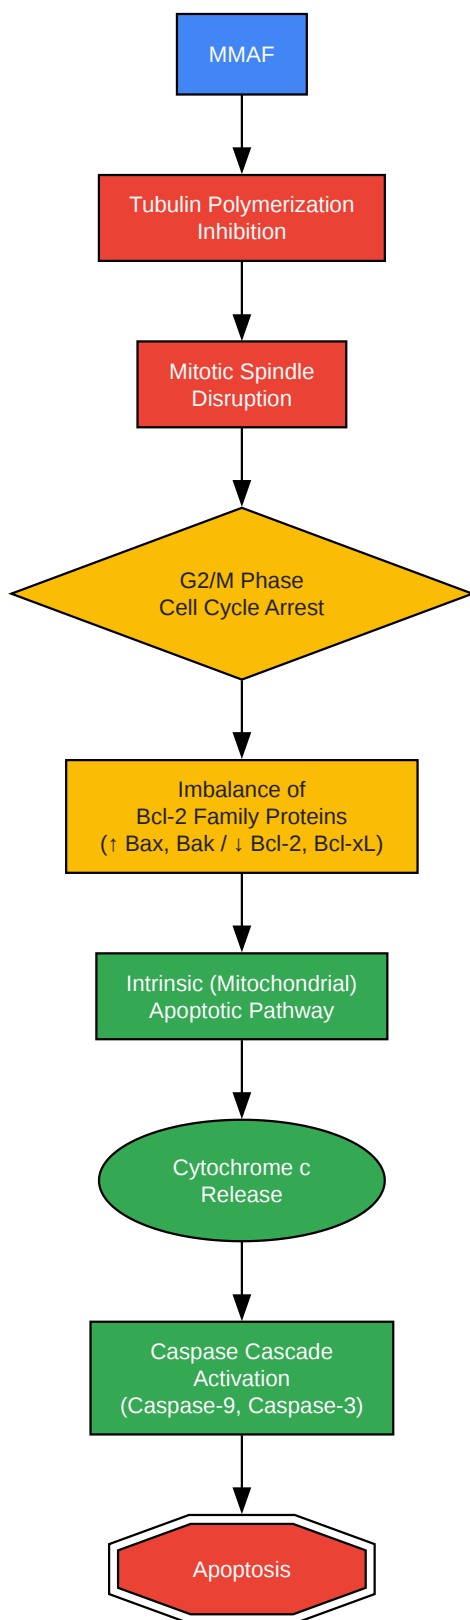 MMAF
Tubulin Polymerization
Inhibition
Mitotic Spindle
Disruption
G2/M Phase
Cell Cycle Arrest
Imbalance of
Bcl-2 Family Proteins
(↑ Bax, Bak / ↓ Bcl-2, Bcl-xL)
Intrinsic (Mitochondrial)
Apoptotic Pathway
Cytochrome c
Release
Caspase Cascade
Activation
(Caspase-9, Caspase-3)
Apoptosis